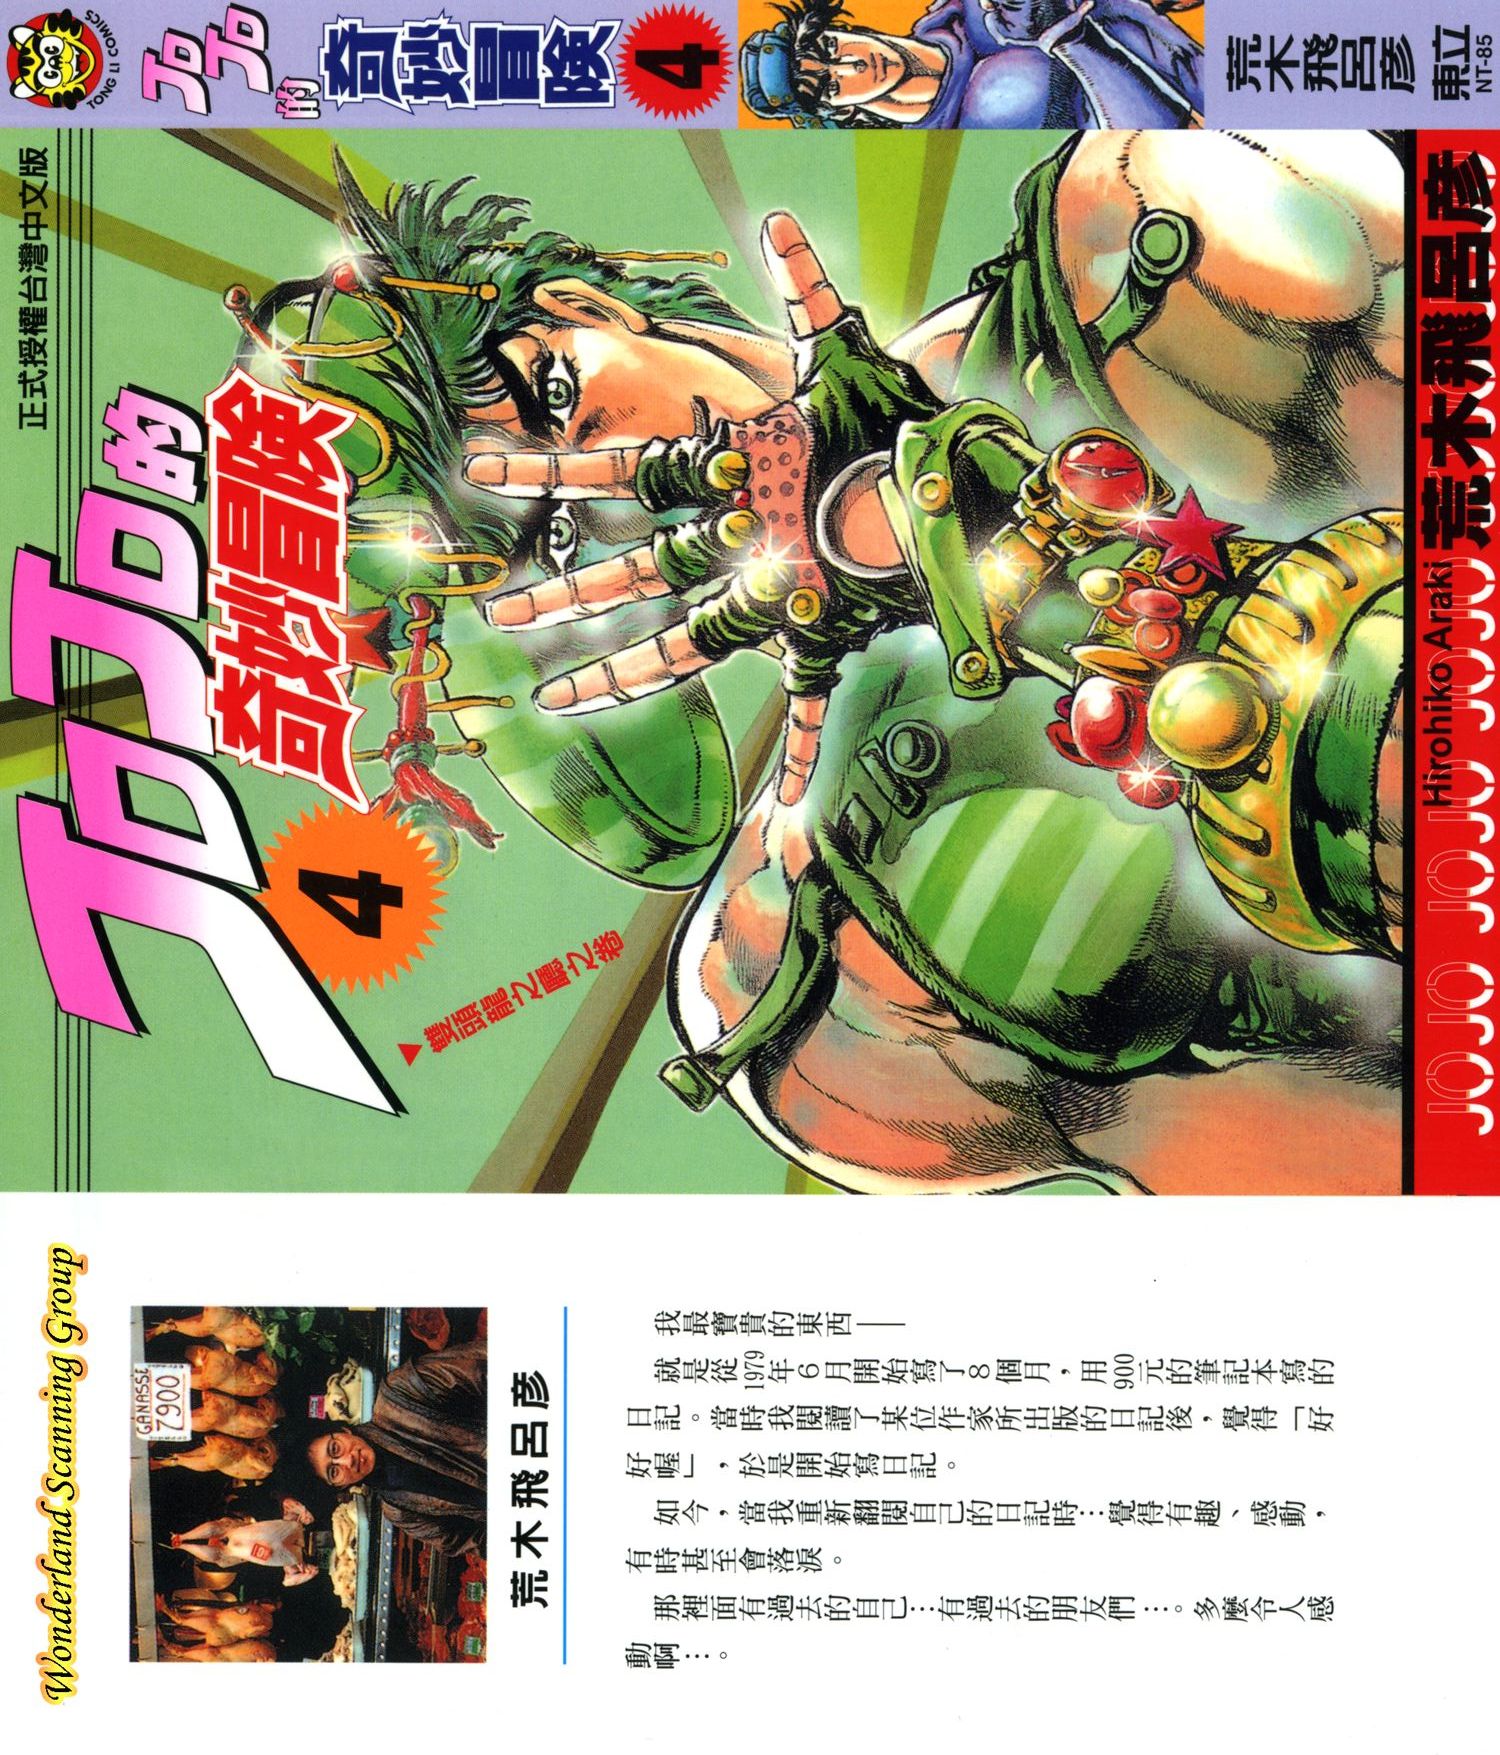 TONG LI COMICS
JOJO的
奇妙冒険
4
荒木飛呂彦
東立
NT-85
正式授權台灣中文版
JOJO的
奇妙冒険
4
▼雙頭龍之廳之卷
JOJO JOJO JOJO
Hirohiko Araki 荒木飛呂彦
Wonderland Scanning Group
GANASSE
7900
荒木飛呂彦
我最寶貴的東西——
就是從1979年6月開始寫了8個月，用900元的筆記本寫的
日記。當時我閱讀了某位作家所出版的日記後，覺得「好
好喔」，於是開始寫日記。
如今，當我重新翻閱自己的日記時…覺得有趣、感動，
有時甚至會落淚。
那裡面有過去的自己…有過去的朋友們…。多麼令人感
動啊…。